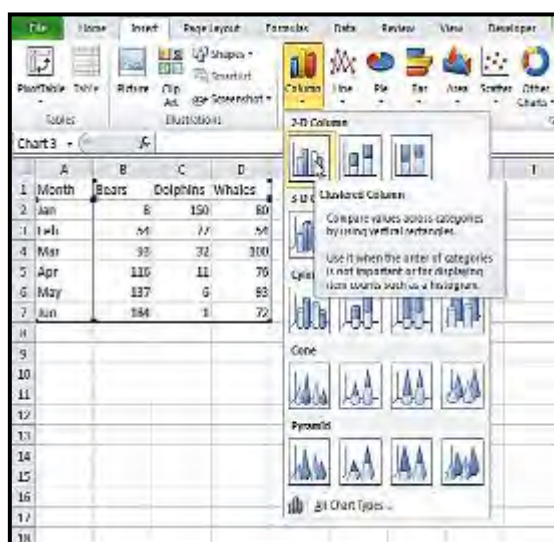 File Home Insert Page Layout Formulas Data Review View Developer
PivotTable Table Picture Clip Art Shapes SmartArt Screenshot Column Line Pie Bar Area Scatter Other Charts
Tables Illustrations
Chart 3 fx
2-D Column
A B C D I
1 Month Bears Dolphins Whales
2 Jan 8 150 80
3 Feb 54 77 54
4 Mar 93 32 100
5 Apr 116 11 76
6 May 137 6 93
7 Jun 184 1 72
8
9
10
11
12
13
14
15
16
17
18
Clustered Column
Compare values across categories
by using vertical rectangles.
Use it when the order of categories
is not important or for displaying
item counts such as a histogram.
Cone
Pyramid
All Chart Types...